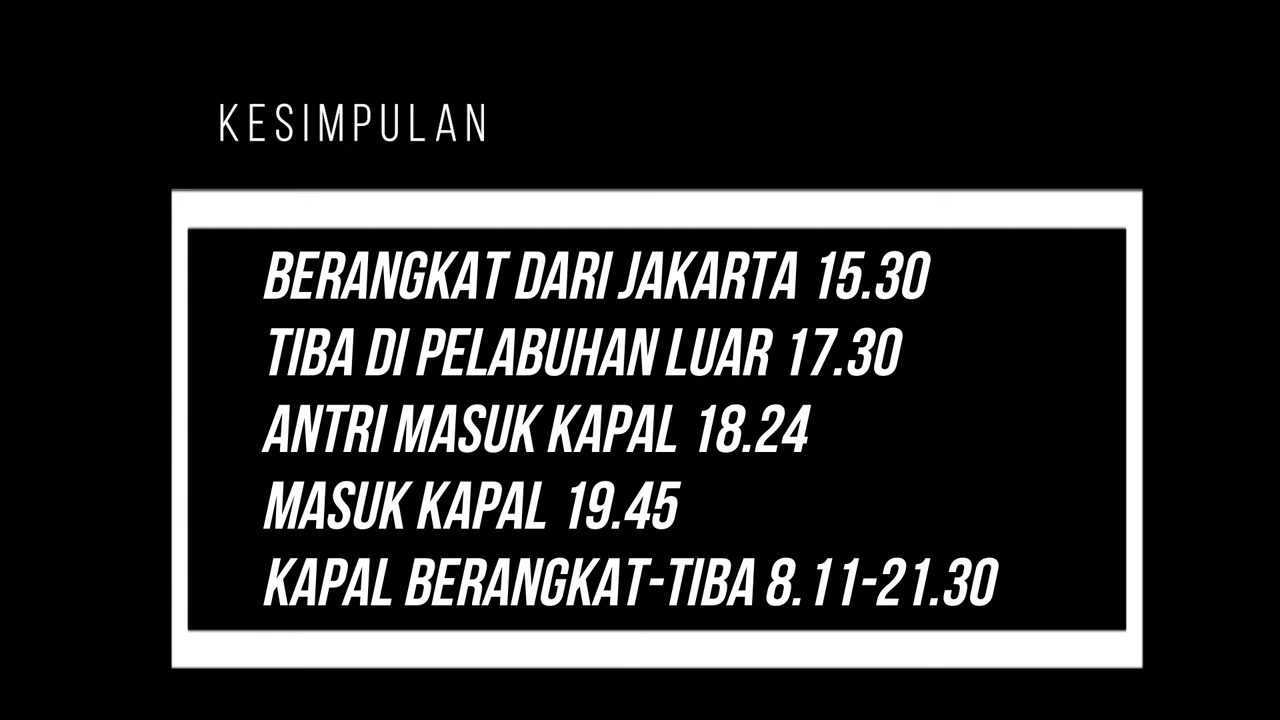 KESIMPULAN
BERANGKAT DARI JAKARTA 15.30
TIBA DI PELABUHAN LUAR 17.30
ANTRI MASUK KAPAL 18.24
MASUK KAPAL 19.45
KAPAL BERANGKAT-TIBA 8.11-21.30